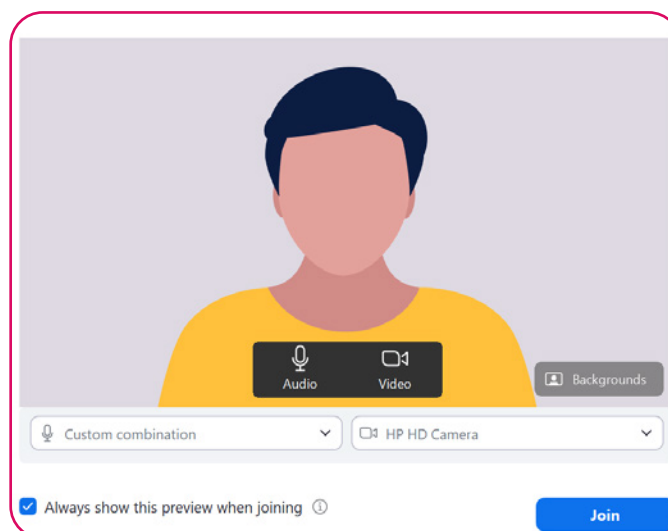 Audio Video
Backgrounds
Custom combination HP HD Camera
Always show this preview when joining
Join